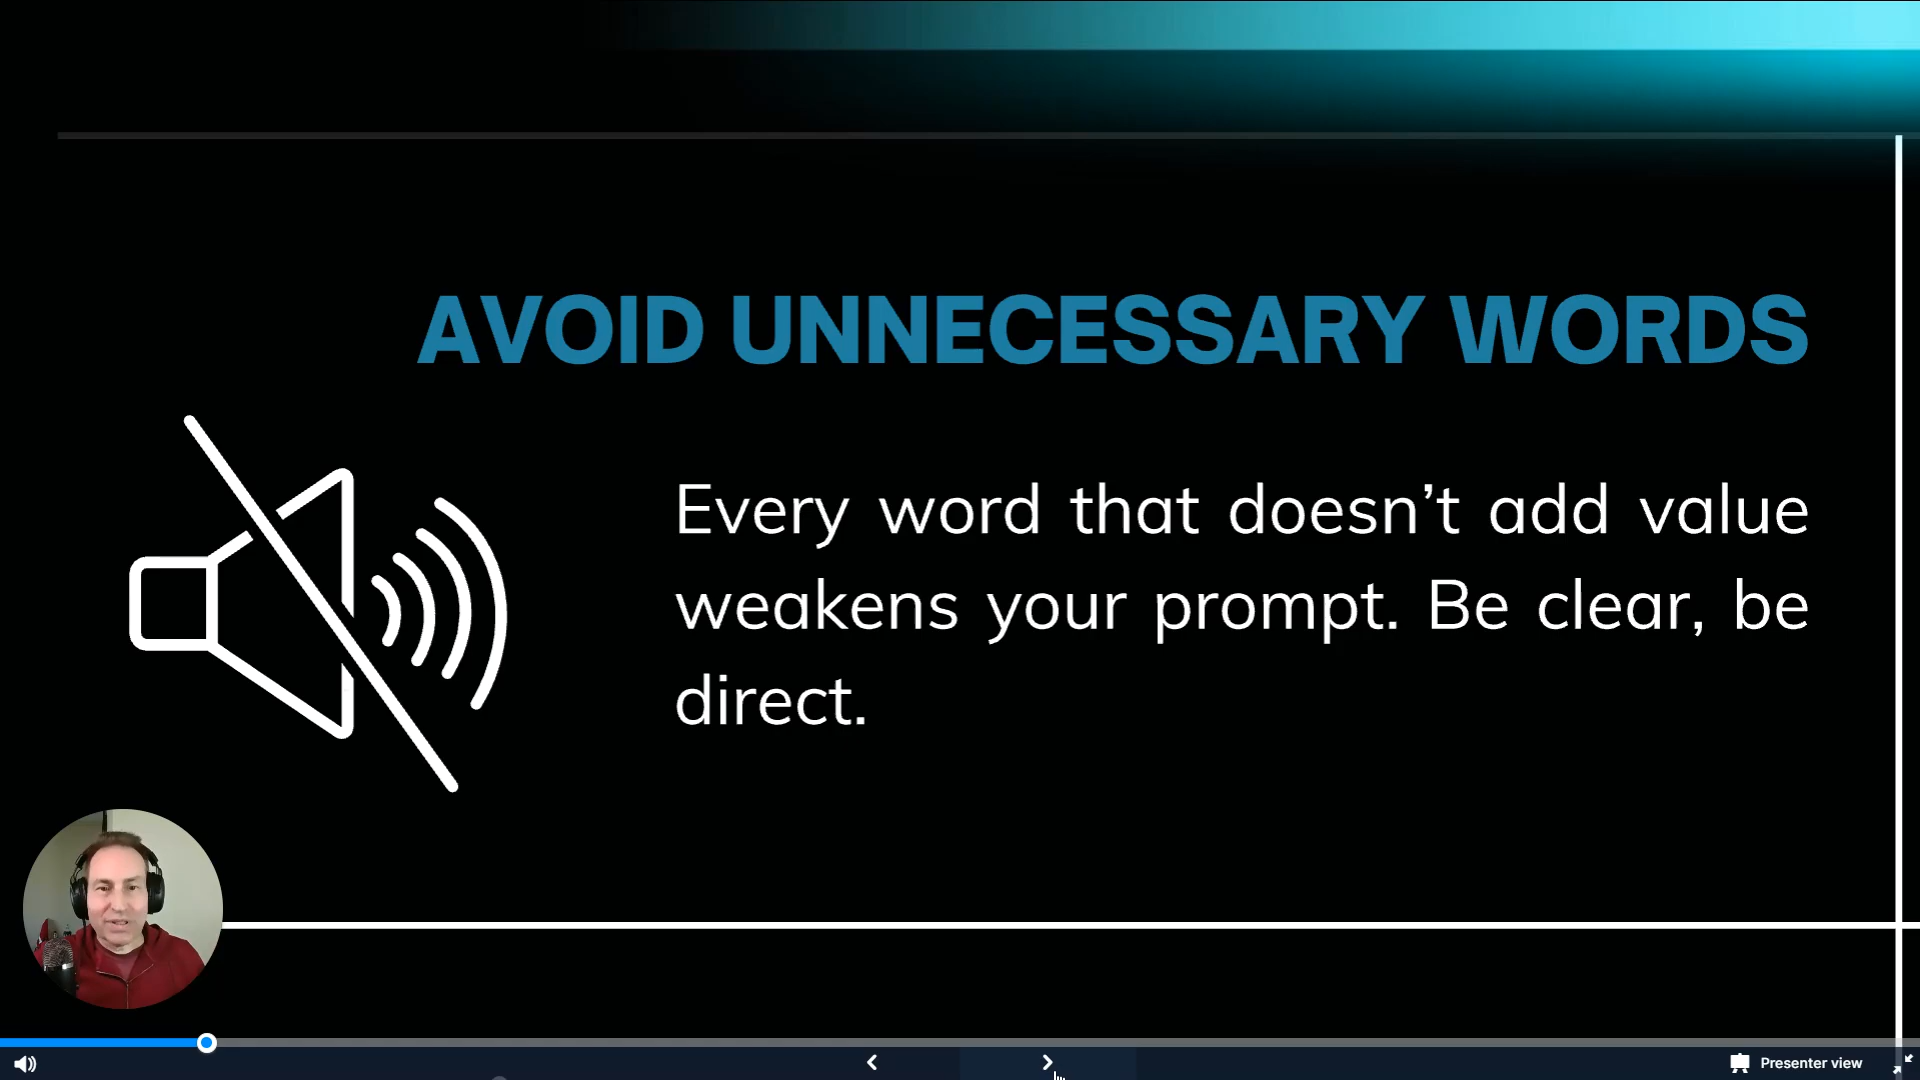 AVOID UNNECESSARY WORDS
Every word that doesn’t add value
weakens your prompt. Be clear, be
direct.
Presenter view